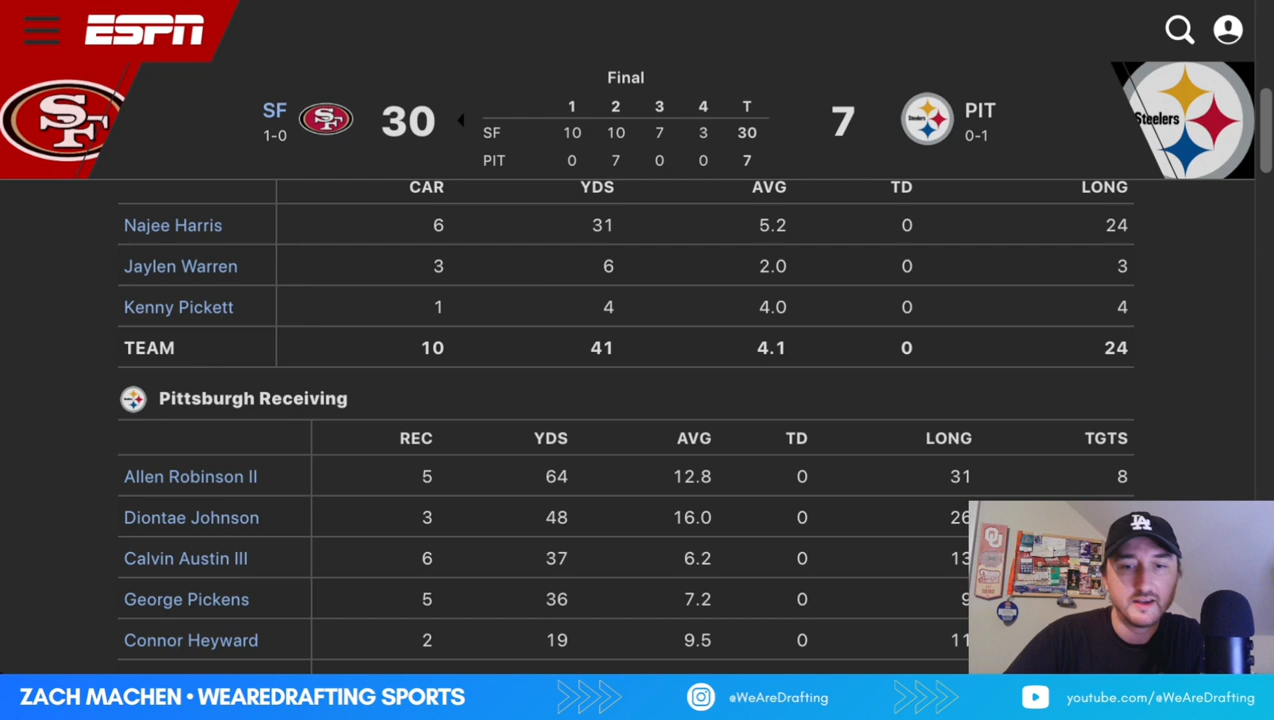 ESPN
Final
SF 30 1 2 3 4 T 7 PIT
1-0 SF 10 10 7 3 30 0-1
PIT 0 7 0 0 7
Steelers
CAR YDS AVG TD LONG
Najee Harris 6 31 5.2 0 24
Jaylen Warren 3 6 2.0 0 3
Kenny Pickett 1 4 4.0 0 4
TEAM 10 41 4.1 0 24
Pittsburgh Receiving
REC YDS AVG TD LONG TGTS
Allen Robinson II 5 64 12.8 0 31 8
Diontae Johnson 3 48 16.0 0 26
Calvin Austin III 6 37 6.2 0 13
George Pickens 5 36 7.2 0 9
Connor Heyward 2 19 9.5 0 11
ZACH MACHEN • WEAREDRAFTING SPORTS @WeAreDrafting youtube.com/@WeAreDrafting